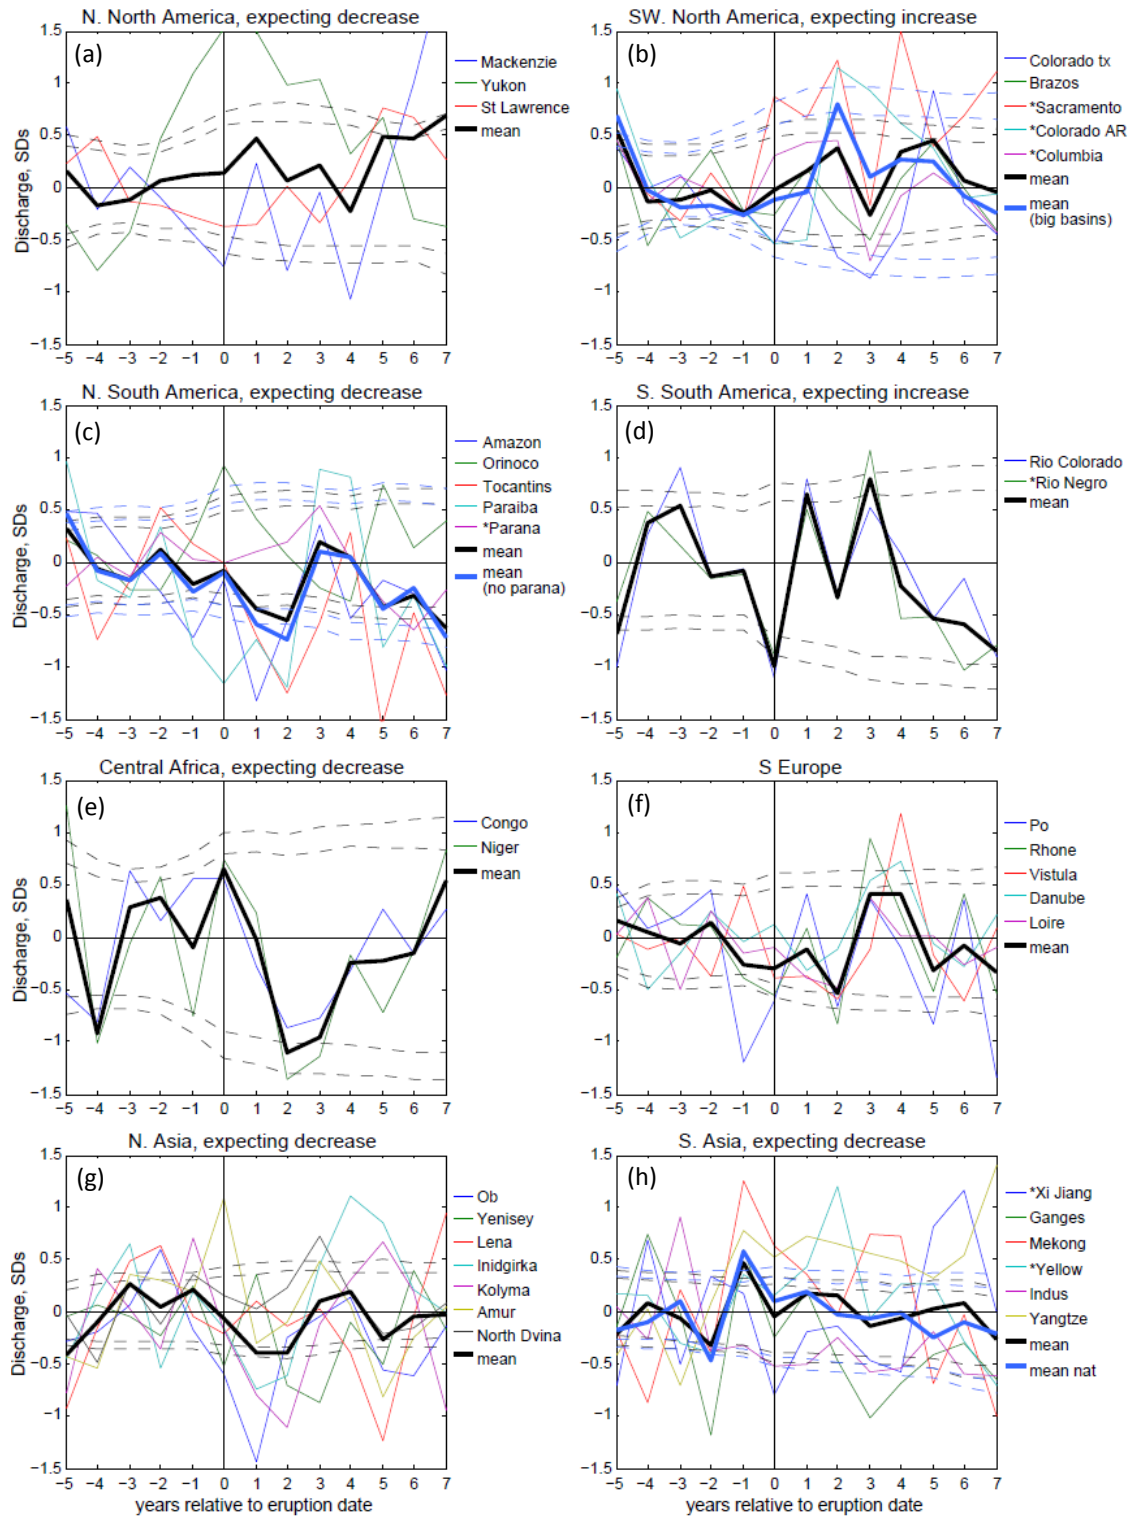 N. North America, expecting decrease
(a)
Discharge, SDs
1.5
1
0.5
0
−0.5
−1
−1.5
−5 −4 −3 −2 −1 0 1 2 3 4 5 6 7
Mackenzie
Yukon
St Lawrence
mean
SW. North America, expecting increase
(b)
1.5
1
0.5
0
−0.5
−1
−1.5
−5 −4 −3 −2 −1 0 1 2 3 4 5 6 7
Colorado tx
Brazos
*Sacramento
*Colorado AR
*Columbia
mean
mean
(big basins)
N. South America, expecting decrease
(c)
Discharge, SDs
1.5
1
0.5
0
−0.5
−1
−1.5
−5 −4 −3 −2 −1 0 1 2 3 4 5 6 7
Amazon
Orinoco
Tocantins
Paraiba
*Parana
mean
mean
(no parana)
S. South America, expecting increase
(d)
1.5
1
0.5
0
−0.5
−1
−1.5
−5 −4 −3 −2 −1 0 1 2 3 4 5 6 7
Rio Colorado
*Rio Negro
mean
Central Africa, expecting decrease
(e)
Discharge, SDs
1.5
1
0.5
0
−0.5
−1
−1.5
−5 −4 −3 −2 −1 0 1 2 3 4 5 6 7
Congo
Niger
mean
S Europe
(f)
1.5
1
0.5
0
−0.5
−1
−1.5
−5 −4 −3 −2 −1 0 1 2 3 4 5 6 7
Po
Rhone
Vistula
Danube
Loire
mean
N. Asia, expecting decrease
(g)
Discharge, SDs
1.5
1
0.5
0
−0.5
−1
−1.5
−5 −4 −3 −2 −1 0 1 2 3 4 5 6 7
years relative to eruption date
Ob
Yenisey
Lena
Inidgirka
Kolyma
Amur
North Dvina
mean
S. Asia, expecting decrease
(h)
1.5
1
0.5
0
−0.5
−1
−1.5
−5 −4 −3 −2 −1 0 1 2 3 4 5 6 7
years relative to eruption date
*Xi Jiang
Ganges
Mekong
*Yellow
Indus
Yangtze
mean
mean nat